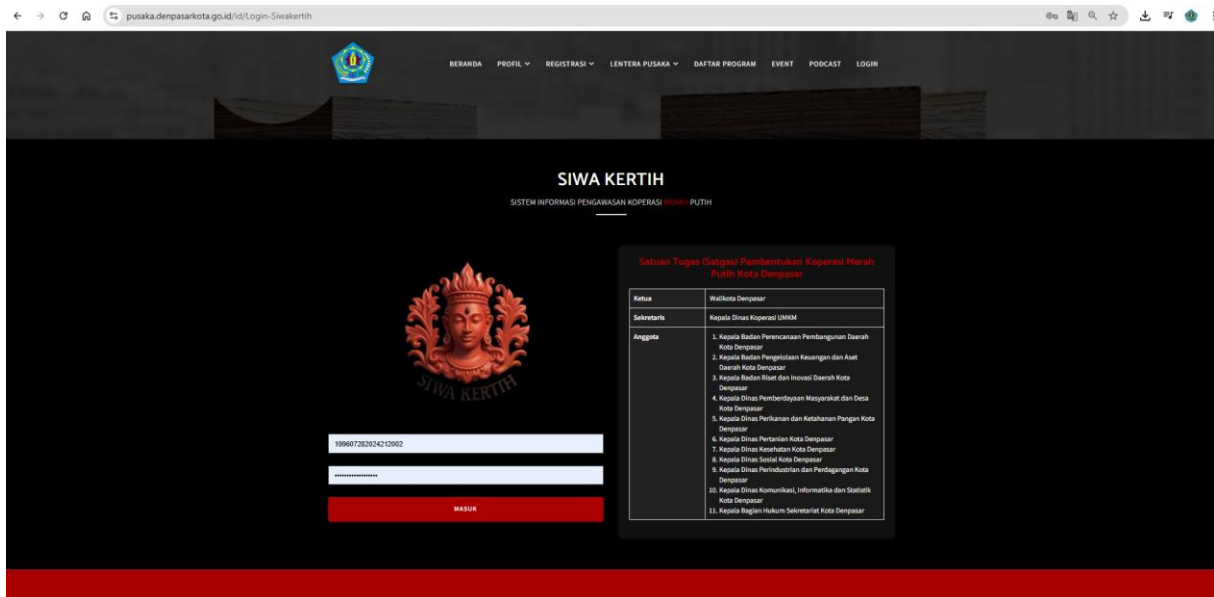 pusaka.denpasarkota.go.id/id/Login-Siwakertih
BERANDA PROFIL REGISTRASI LENTERA PUSAKA DAFTAR PROGRAM EVENT PODCAST LOGIN
SIWA KERTIH
SISTEM INFORMASI PENGAWASAN KOPERASI MERAH PUTIH
SIWA KERTIH
199607282024212002
MASUK
Satuan Tugas (Satgas) Pembentukan Koperasi Merah
Putih Kota Denpasar
Ketua Walikota Denpasar
Sekretaris Kepala Dinas Koperasi UMKM
Anggota 1. Kepala Badan Perencanaan Pembangunan Daerah
Kota Denpasar
2. Kepala Badan Pengelolaan Keuangan dan Aset
Daerah Kota Denpasar
3. Kepala Badan Riset dan Inovasi Daerah Kota
Denpasar
4. Kepala Dinas Pemberdayaan Masyarakat dan Desa
Kota Denpasar
5. Kepala Dinas Perikanan dan Ketahanan Pangan Kota
Denpasar
6. Kepala Dinas Pertanian Kota Denpasar
7. Kepala Dinas Kesehatan Kota Denpasar
8. Kepala Dinas Sosial Kota Denpasar
9. Kepala Dinas Perindustrian dan Perdagangan Kota
Denpasar
10. Kepala Dinas Komunikasi, Informatika dan Statistik
Kota Denpasar
11. Kepala Bagian Hukum Sekretariat Kota Denpasar